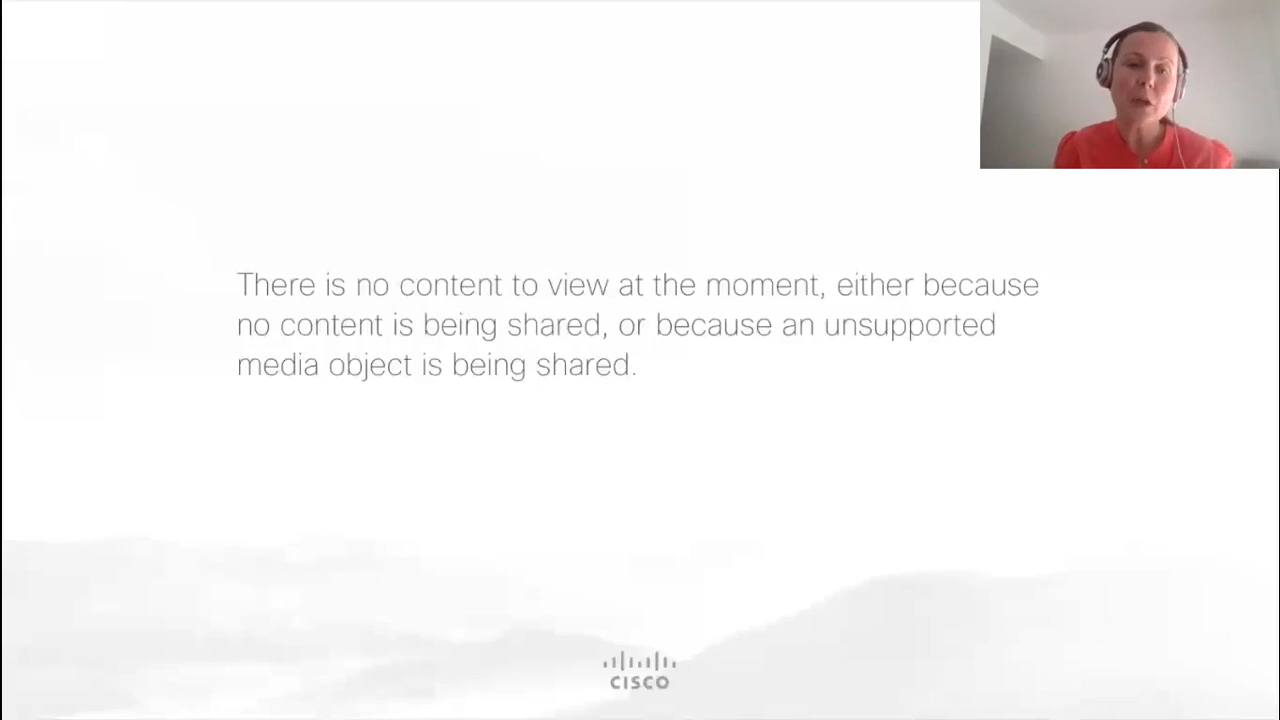 There is no content to view at the moment, either because
no content is being shared, or because an unsupported
media object is being shared.
CISCO